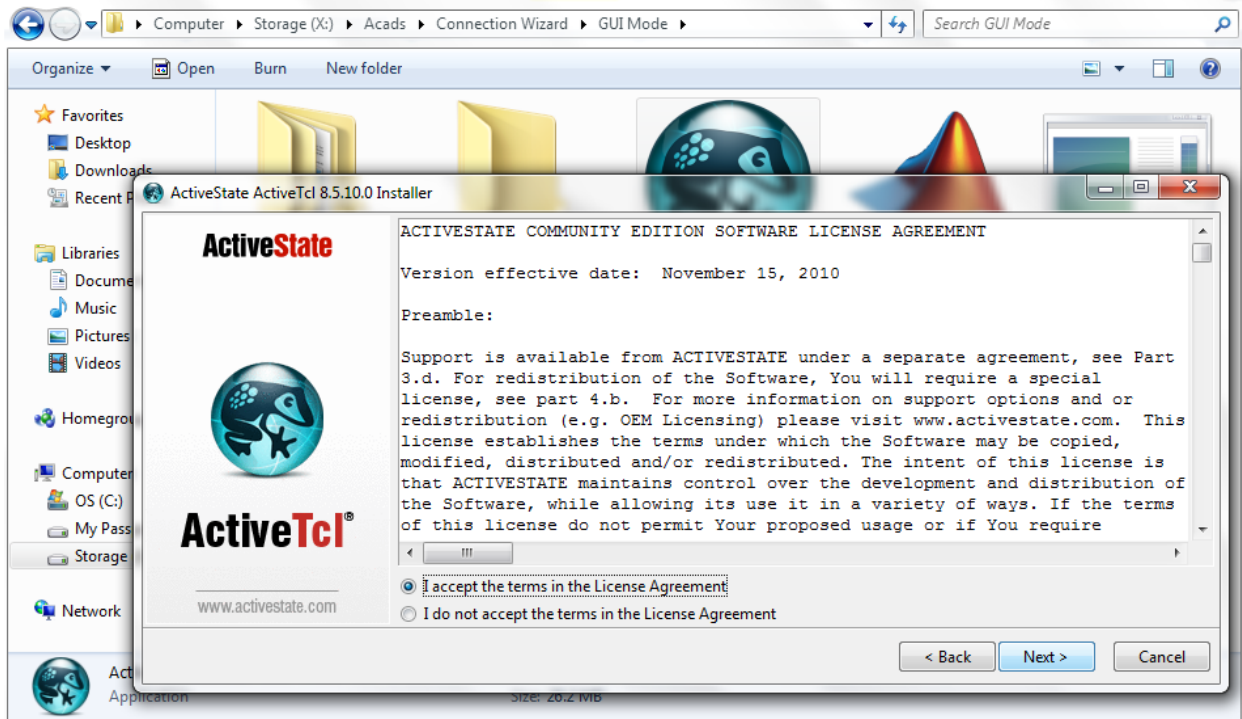 Computer Storage (X:) Acads Connection Wizard GUI Mode
Search GUI Mode
Organize Open Burn New folder
Favorites
Desktop
Downloads
Recent P
Libraries
Docume
Music
Pictures
Videos
Homegrou
Computer
OS (C:)
My Pass
Storage
Network
ActiveState ActiveTcl 8.5.10.0 Installer
ActiveState
ActiveTcl®
www.activestate.com
ACTIVESTATE COMMUNITY EDITION SOFTWARE LICENSE AGREEMENT
Version effective date: November 15, 2010
Preamble:
Support is available from ACTIVESTATE under a separate agreement, see Part
3.d. For redistribution of the Software, You will require a special
license, see part 4.b. For more information on support options and or
redistribution (e.g. OEM Licensing) please visit www.activestate.com. This
license establishes the terms under which the Software may be copied,
modified, distributed and/or redistributed. The intent of this license is
that ACTIVESTATE maintains control over the development and distribution of
the Software, while allowing its use it in a variety of ways. If the terms
of this license do not permit Your proposed usage or if You require
I accept the terms in the License Agreement
I do not accept the terms in the License Agreement
< Back Next > Cancel
Act
Application Size: 26.2 MB